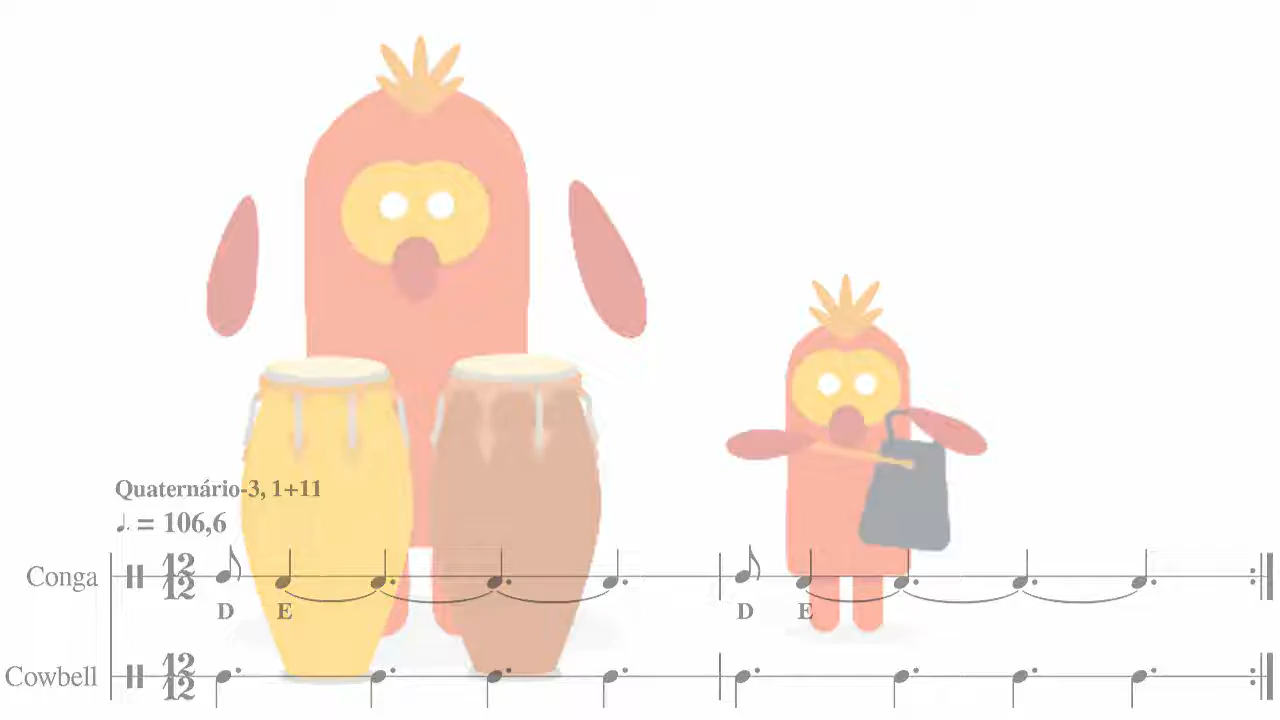 Quaternário-3, 1+11
♩. = 106,6
Conga 12 12
D E D E
Cowbell 12 12